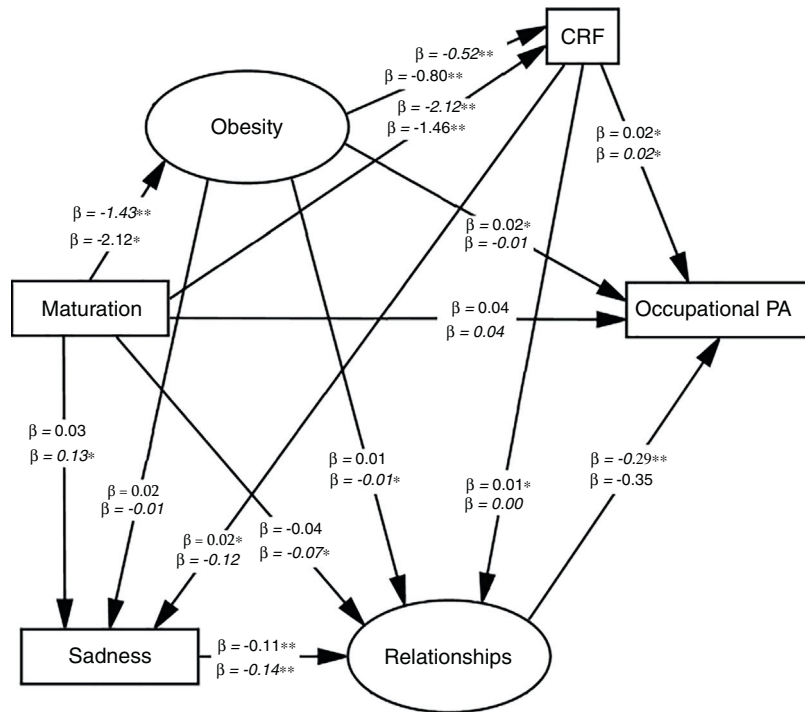 CRF
β = -0.52**
β = -0.80**
β = -2.12**
β = -1.46**
Obesity
β = 0.02*
β = 0.02*
β = -1.43**
β = -2.12*
β = 0.02*
β = -0.01
Maturation
β = 0.04
β = 0.04
Occupational PA
β = 0.03
β = 0.13*
β = 0.01
β = -0.01*
β = 0.01*
β = 0.00
β = -0.29**
β = -0.35
β = 0.02
β = -0.01
β = 0.02*
β = -0.12
β = -0.04
β = -0.07*
Sadness
β = -0.11**
β = -0.14**
Relationships